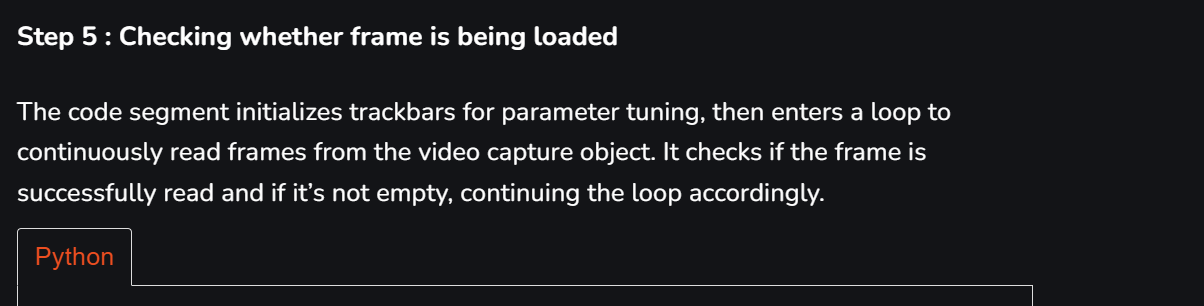 Step 5 : Checking whether frame is being loaded
The code segment initializes trackbars for parameter tuning, then enters a loop to
continuously read frames from the video capture object. It checks if the frame is
successfully read and if it’s not empty, continuing the loop accordingly.
Python